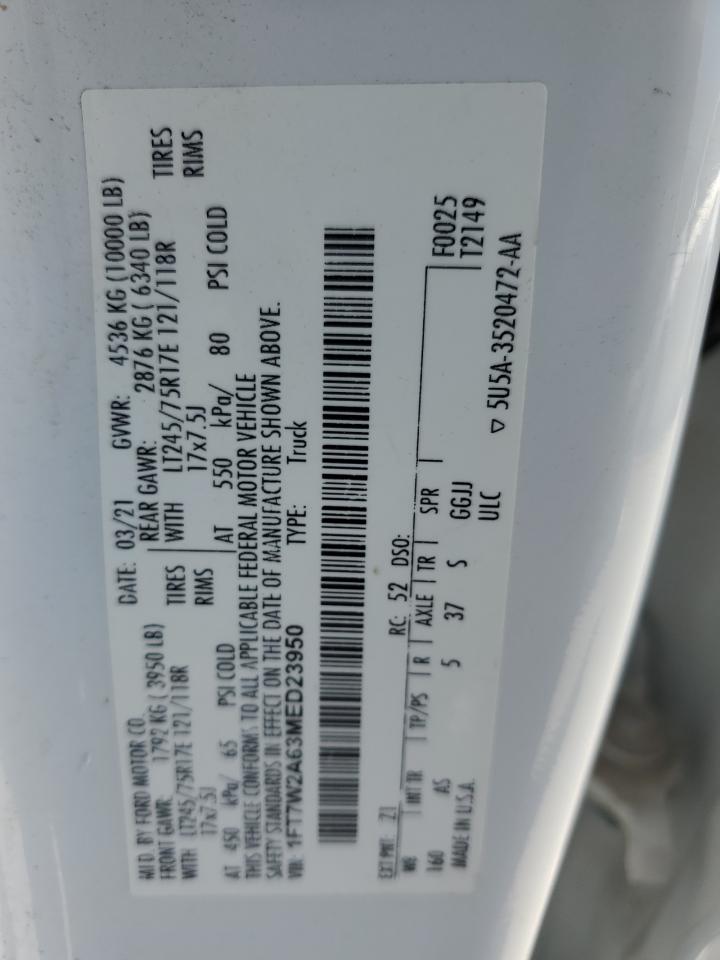 MFD. BY FORD MOTOR CO.
DATE: 03/21 GVWR: 4536 KG (10000 LB)
FRONT GAWR: 1792 KG ( 3950 LB) REAR GAWR: 2876 KG ( 6340 LB)
WITH LT245/75R17E 121/118R TIRES WITH LT245/75R17E 121/118R TIRES
17x7.5J RIMS 17x7.5J RIMS
AT 450 kPa/ 65 PSI COLD AT 550 kPa/ 80 PSI COLD
THIS VEHICLE CONFORMS TO ALL APPLICABLE FEDERAL MOTOR VEHICLE
SAFETY STANDARDS IN EFFECT ON THE DATE OF MANUFACTURE SHOWN ABOVE.
VIN: 1FT7W2A63MED23950 TYPE: Truck
EXT PNT: Z1 RC: 52 DSO: F0025
WB INT TR TP/PS R AXLE TR SPR T2149
160 AS 5 37 S GGJJ
MADE IN U.S.A. ULC
▽ 5U5A-3520472-AA